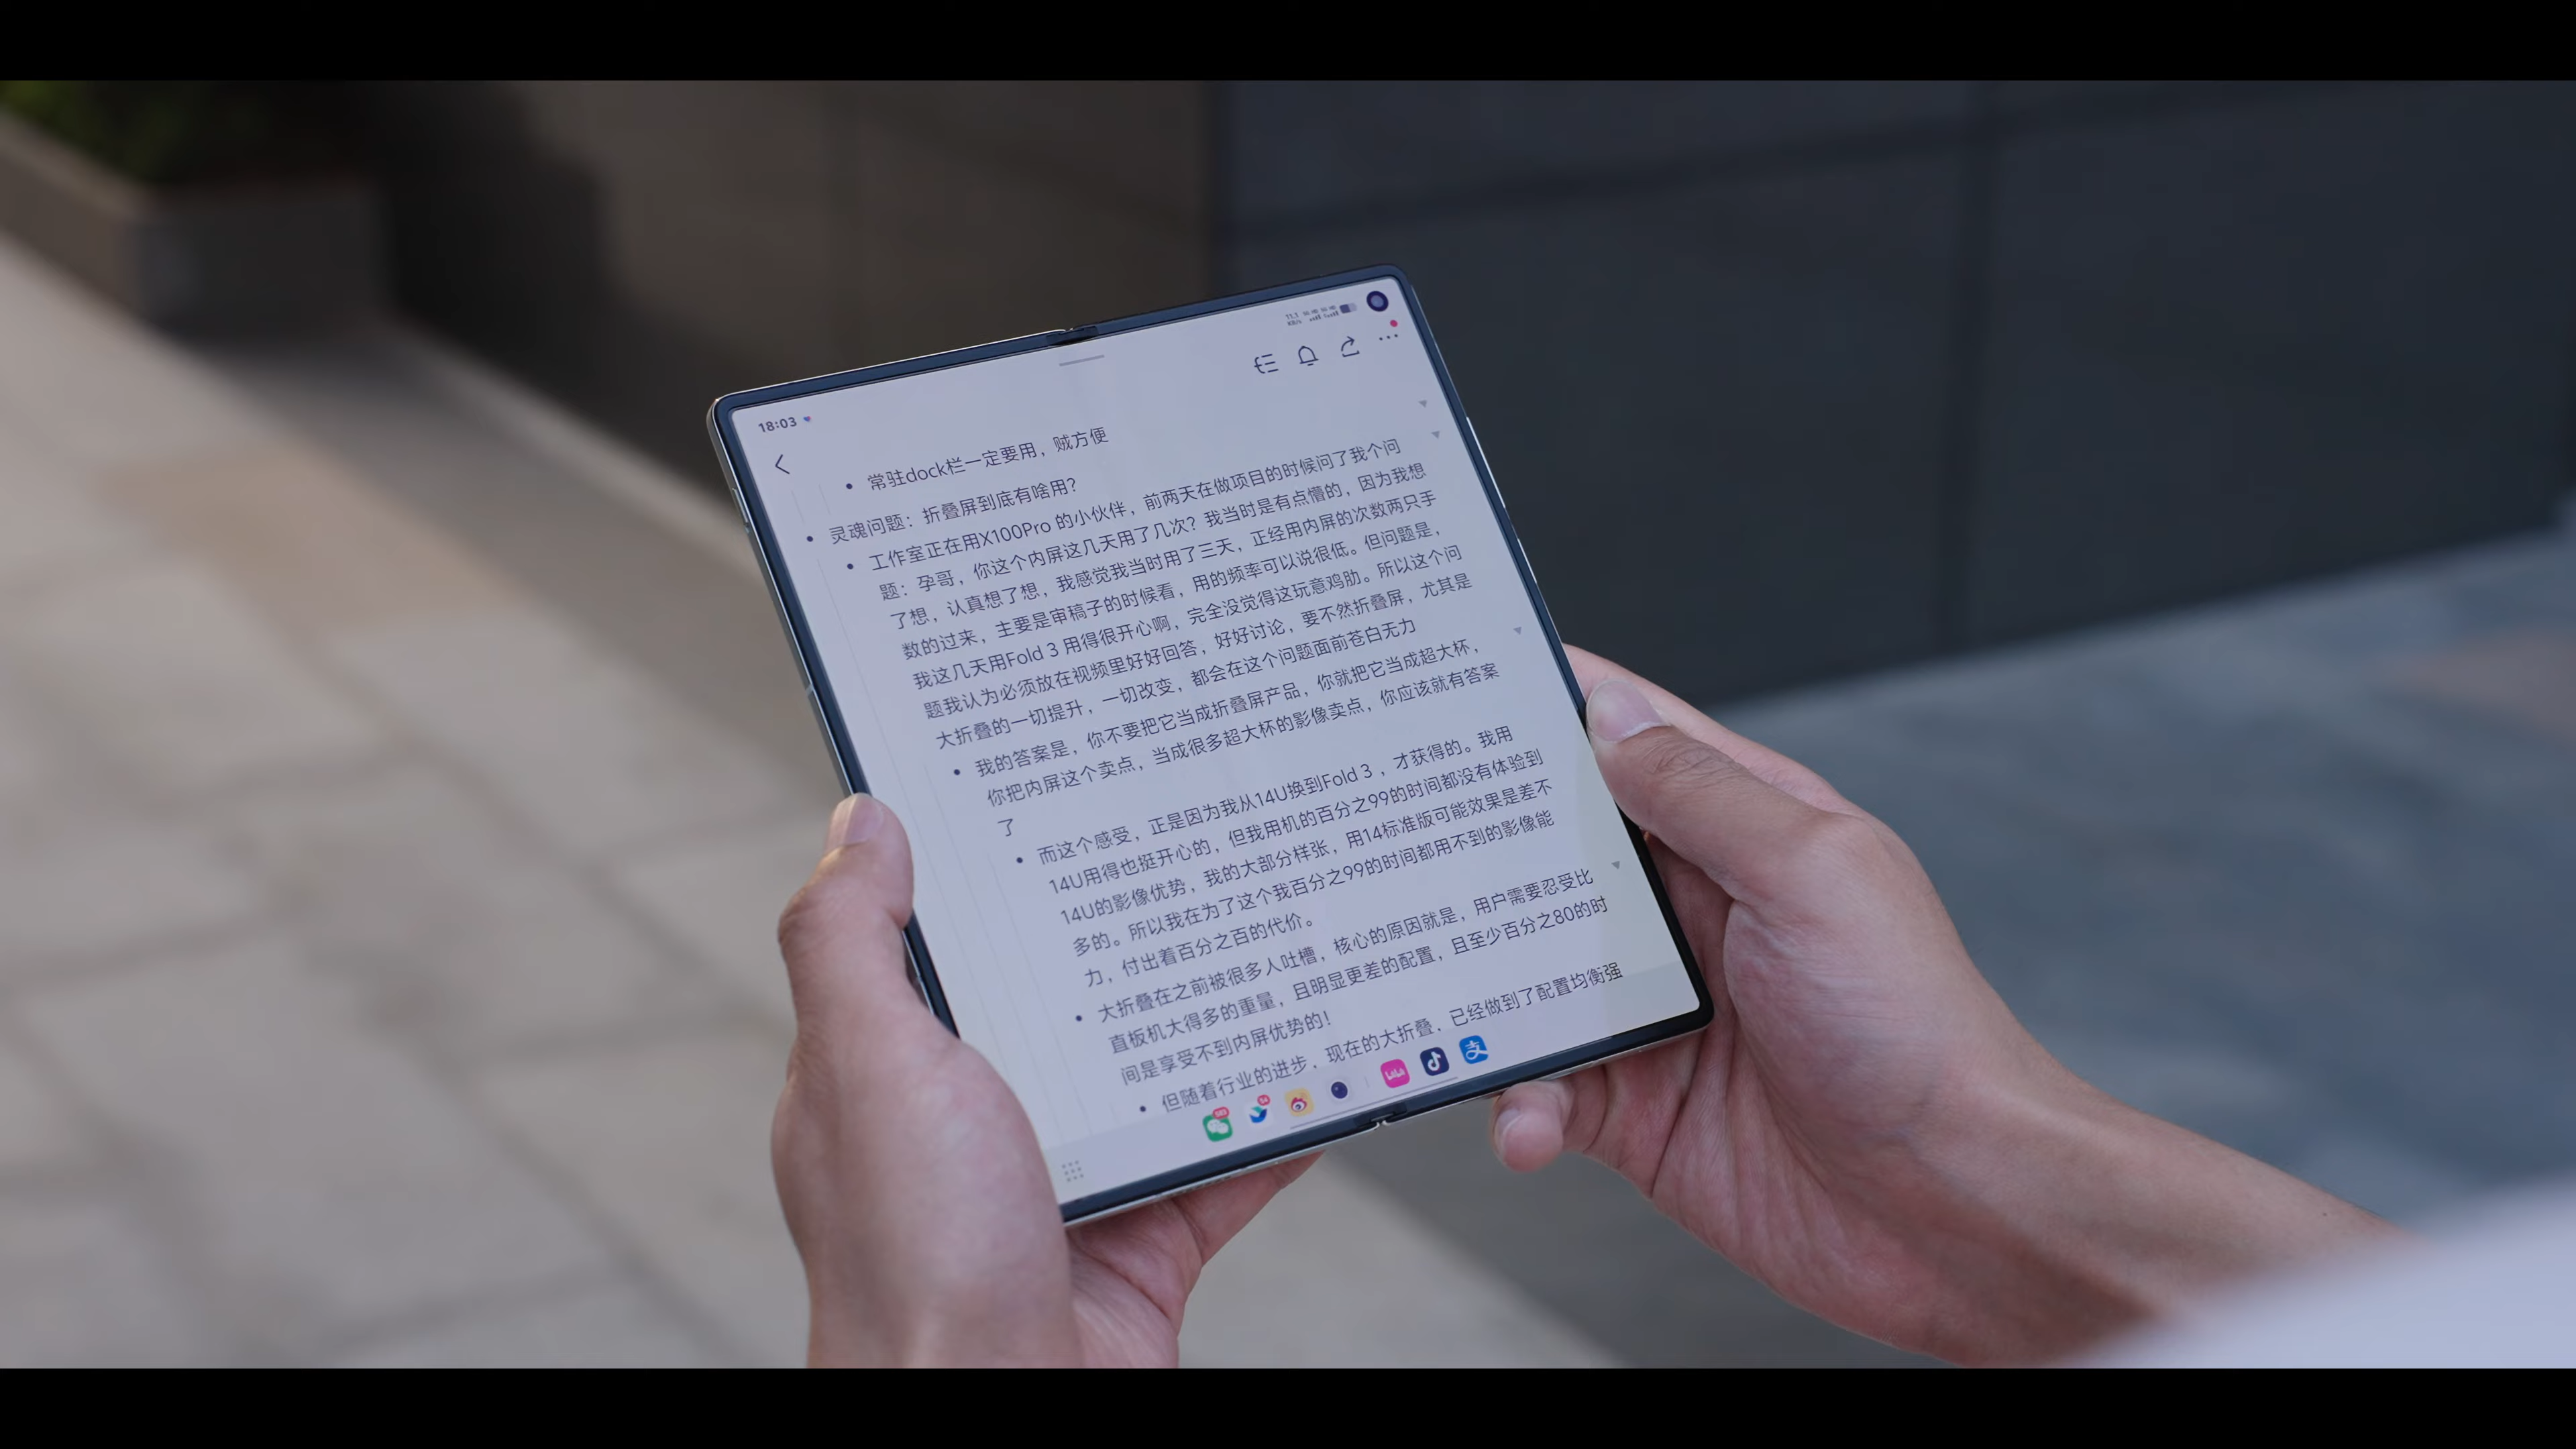 18:03
常驻dock栏一定要用，贼方便
灵魂问题：折叠屏到底有啥用？
工作室正在用X100Pro 的小伙伴，前两天在做项目的时候问了我个问
题：孕哥，你这个内屏这几天用了几次？我当时是有点懵的，因为我想
了想，认真想了想，我感觉我当时用了三天，正经用内屏的次数两只手
数的过来，主要是审稿子的时候看，用的频率可以说很低。但问题是，
我这几天用Fold 3 用得很开心啊，完全没觉得这玩意鸡肋。所以这个问
题我认为必须放在视频里好好回答，好好讨论，要不然折叠屏，尤其是
大折叠的一切提升，一切改变，都会在这个问题面前苍白无力
我的答案是，你不要把它当成折叠屏产品，你就把它当成超大杯，
你把内屏这个卖点，当成很多超大杯的影像卖点，你应该就有答案
了
而这个感受，正是因为我从14U换到Fold 3 ，才获得的。我用
14U用得也挺开心的，但我用机的百分之99的时间都没有体验到
14U的影像优势，我的大部分样张，用14标准版可能效果是差不
多的。所以我在为了这个我百分之99的时间都用不到的影像能
力，付出着百分之百的代价。
大折叠在之前被很多人吐槽，核心的原因就是，用户需要忍受比
直板机大得多的重量，且明显更差的配置，且至少百分之80的时
间是享受不到内屏优势的！
但随着行业的进步，现在的大折叠，已经做到了配置均衡强